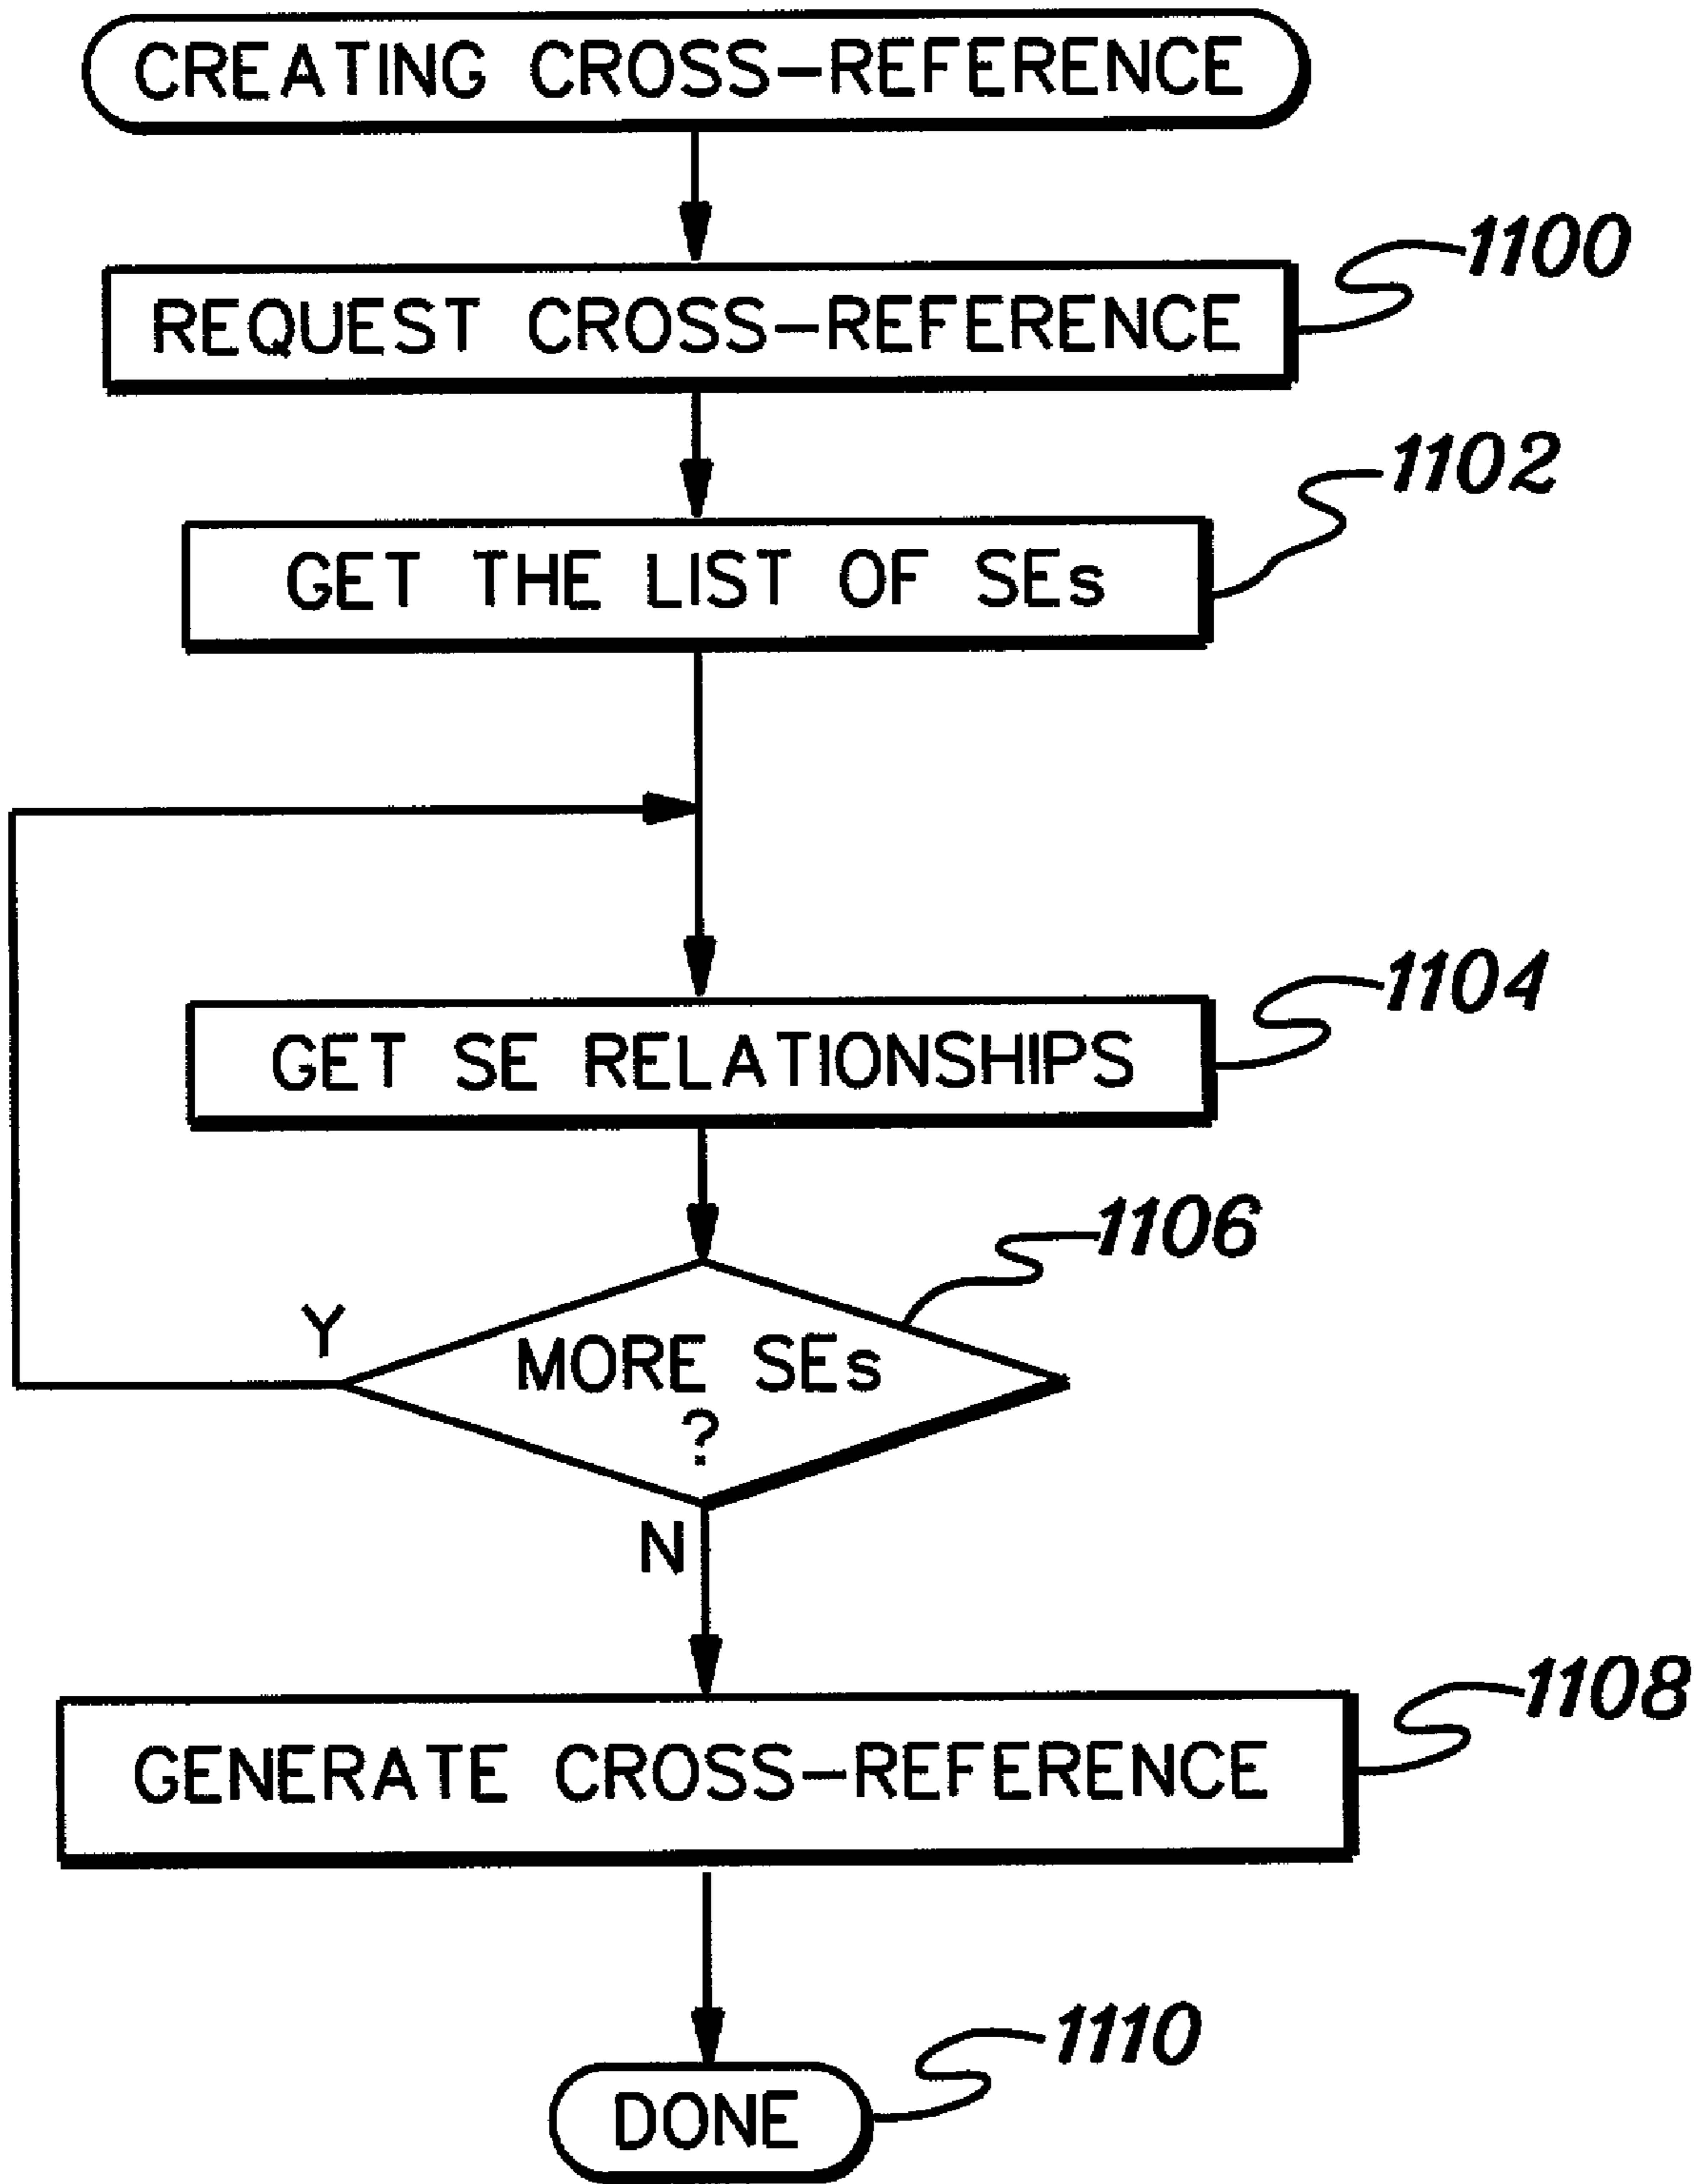 CREATING CROSS-REFERENCE
1100
REQUEST CROSS-REFERENCE
1102
GET THE LIST OF SEs
1104
GET SE RELATIONSHIPS
1106
Y
MORE SEs
?
N
1108
GENERATE CROSS-REFERENCE
1110
DONE